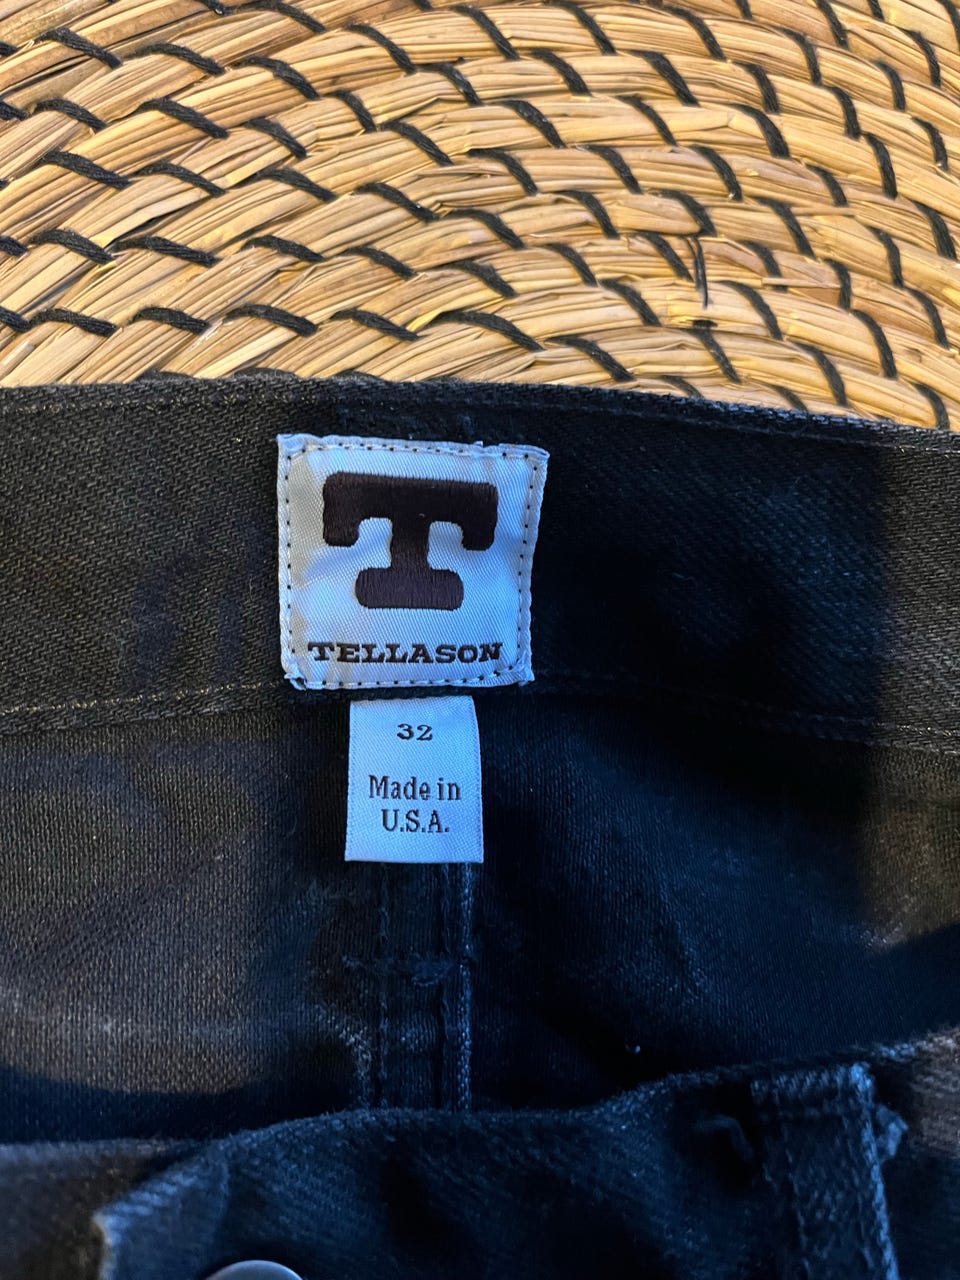 T
TELLASON
32
Made in
U.S.A.